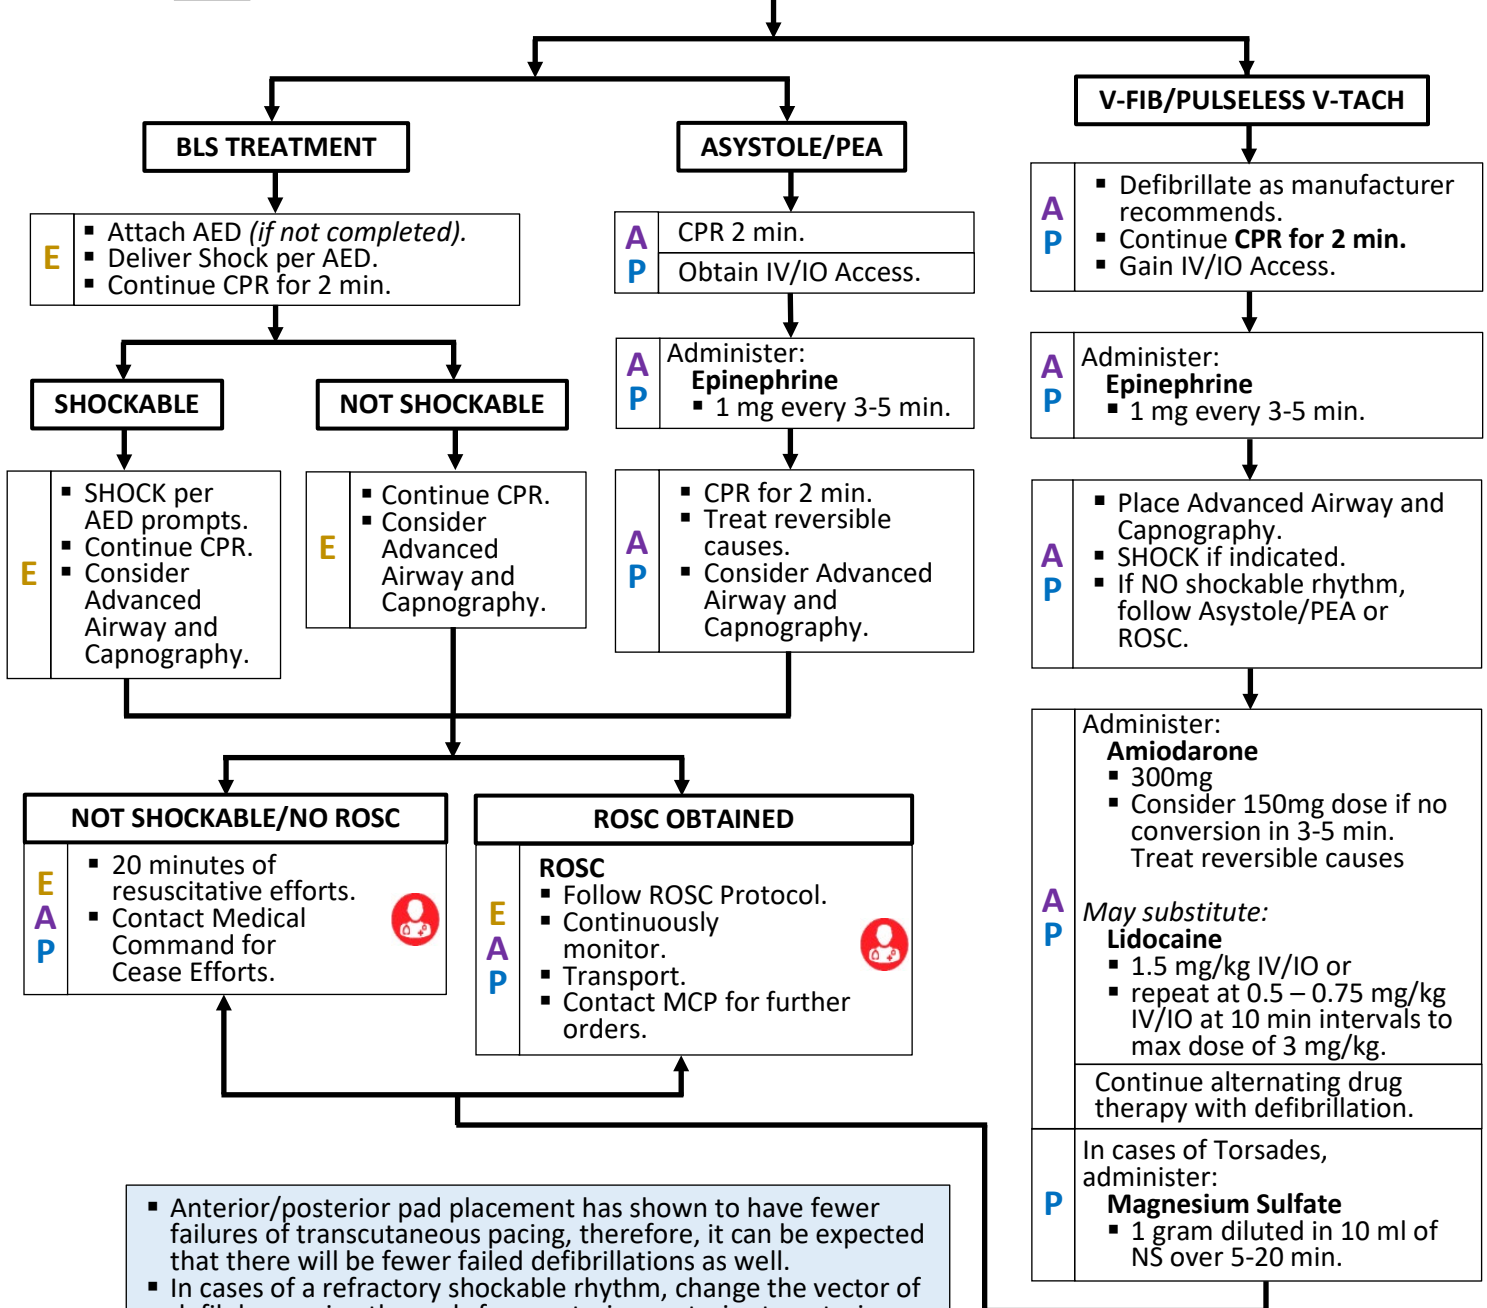 BLS TREATMENT
E
▪ Attach AED (if not completed).
▪ Deliver Shock per AED.
▪ Continue CPR for 2 min.
SHOCKABLE
E
▪ SHOCK per
AED prompts.
▪ Continue CPR.
▪ Consider
Advanced
Airway and
Capnography.
NOT SHOCKABLE
E
▪ Continue CPR.
▪ Consider
Advanced
Airway and
Capnography.
ASYSTOLE/PEA
A
P
CPR 2 min.
Obtain IV/IO Access.
A
P
Administer:
Epinephrine
▪ 1 mg every 3-5 min.
A
P
▪ CPR for 2 min.
▪ Treat reversible
causes.
▪ Consider Advanced
Airway and
Capnography.
V-FIB/PULSELESS V-TACH
A
P
▪ Defibrillate as manufacturer
recommends.
▪ Continue CPR for 2 min.
▪ Gain IV/IO Access.
A
P
Administer:
Epinephrine
▪ 1 mg every 3-5 min.
A
P
▪ Place Advanced Airway and
Capnography.
▪ SHOCK if indicated.
▪ If NO shockable rhythm,
follow Asystole/PEA or
ROSC.
A
P
Administer:
Amiodarone
▪ 300mg
▪ Consider 150mg dose if no
conversion in 3-5 min.
Treat reversible causes
May substitute:
Lidocaine
▪ 1.5 mg/kg IV/IO or
▪ repeat at 0.5 – 0.75 mg/kg
IV/IO at 10 min intervals to
max dose of 3 mg/kg.
Continue alternating drug
therapy with defibrillation.
P
In cases of Torsades,
administer:
Magnesium Sulfate
▪ 1 gram diluted in 10 ml of
NS over 5-20 min.
NOT SHOCKABLE/NO ROSC
E
A
P
▪ 20 minutes of
resuscitative efforts.
▪ Contact Medical
Command for
Cease Efforts.
ROSC OBTAINED
E
A
P
ROSC
▪ Follow ROSC Protocol.
▪ Continuously
monitor.
▪ Transport.
▪ Contact MCP for further
orders.
▪ Anterior/posterior pad placement has shown to have fewer
failures of transcutaneous pacing, therefore, it can be expected
that there will be fewer failed defibrillations as well.
▪ In cases of a refractory shockable rhythm, change the vector of